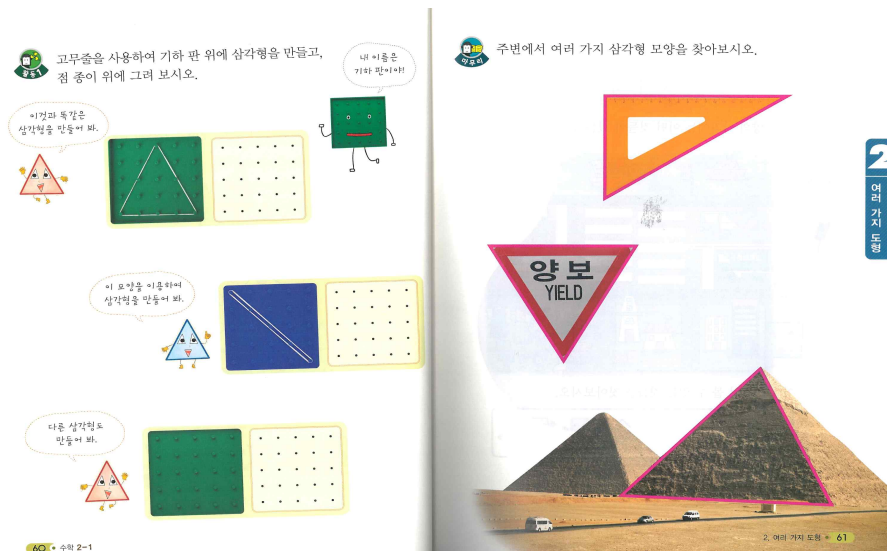 활동1
고무줄을 사용하여 기하 판 위에 삼각형을 만들고,
점 종이 위에 그려 보시오.
내 이름은
기하 판이야!
이것과 똑같은
삼각형을 만들어 봐.
이 모양을 이용하여
삼각형을 만들어 봐.
다른 삼각형도
만들어 봐.
60 • 수학 2-1
마무리
주변에서 여러 가지 삼각형 모양을 찾아보시오.
양보
YIELD
2
여러 가지 도형
2. 여러 가지 도형 • 61